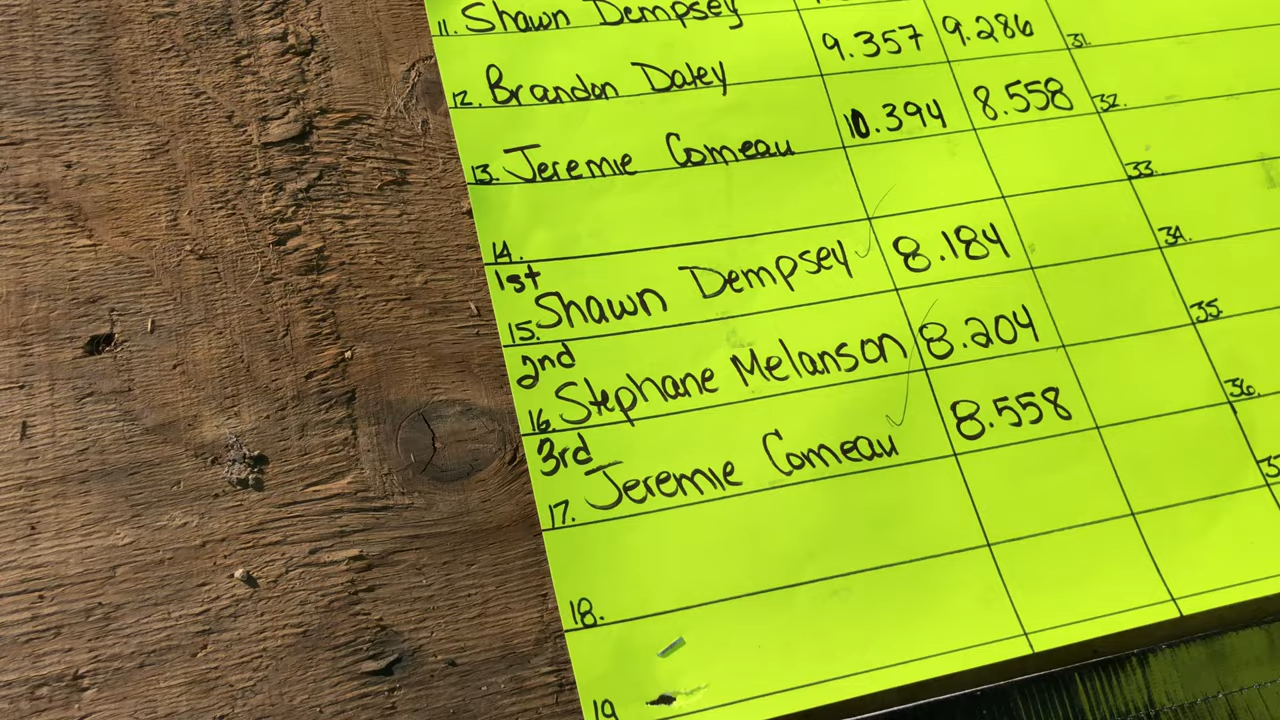 11. Shawn Dempsey
12. Brandon Daley 9.357 9.286 31.
13. Jeremie Comeau 10.394 8.558 32.
14. 33.
1st
15. Shawn Dempsey 8.184 34.
2nd
16. Stephane Melanson 8.204 35.
3rd
17. Jeremie Comeau 8.558 36.
18.
19